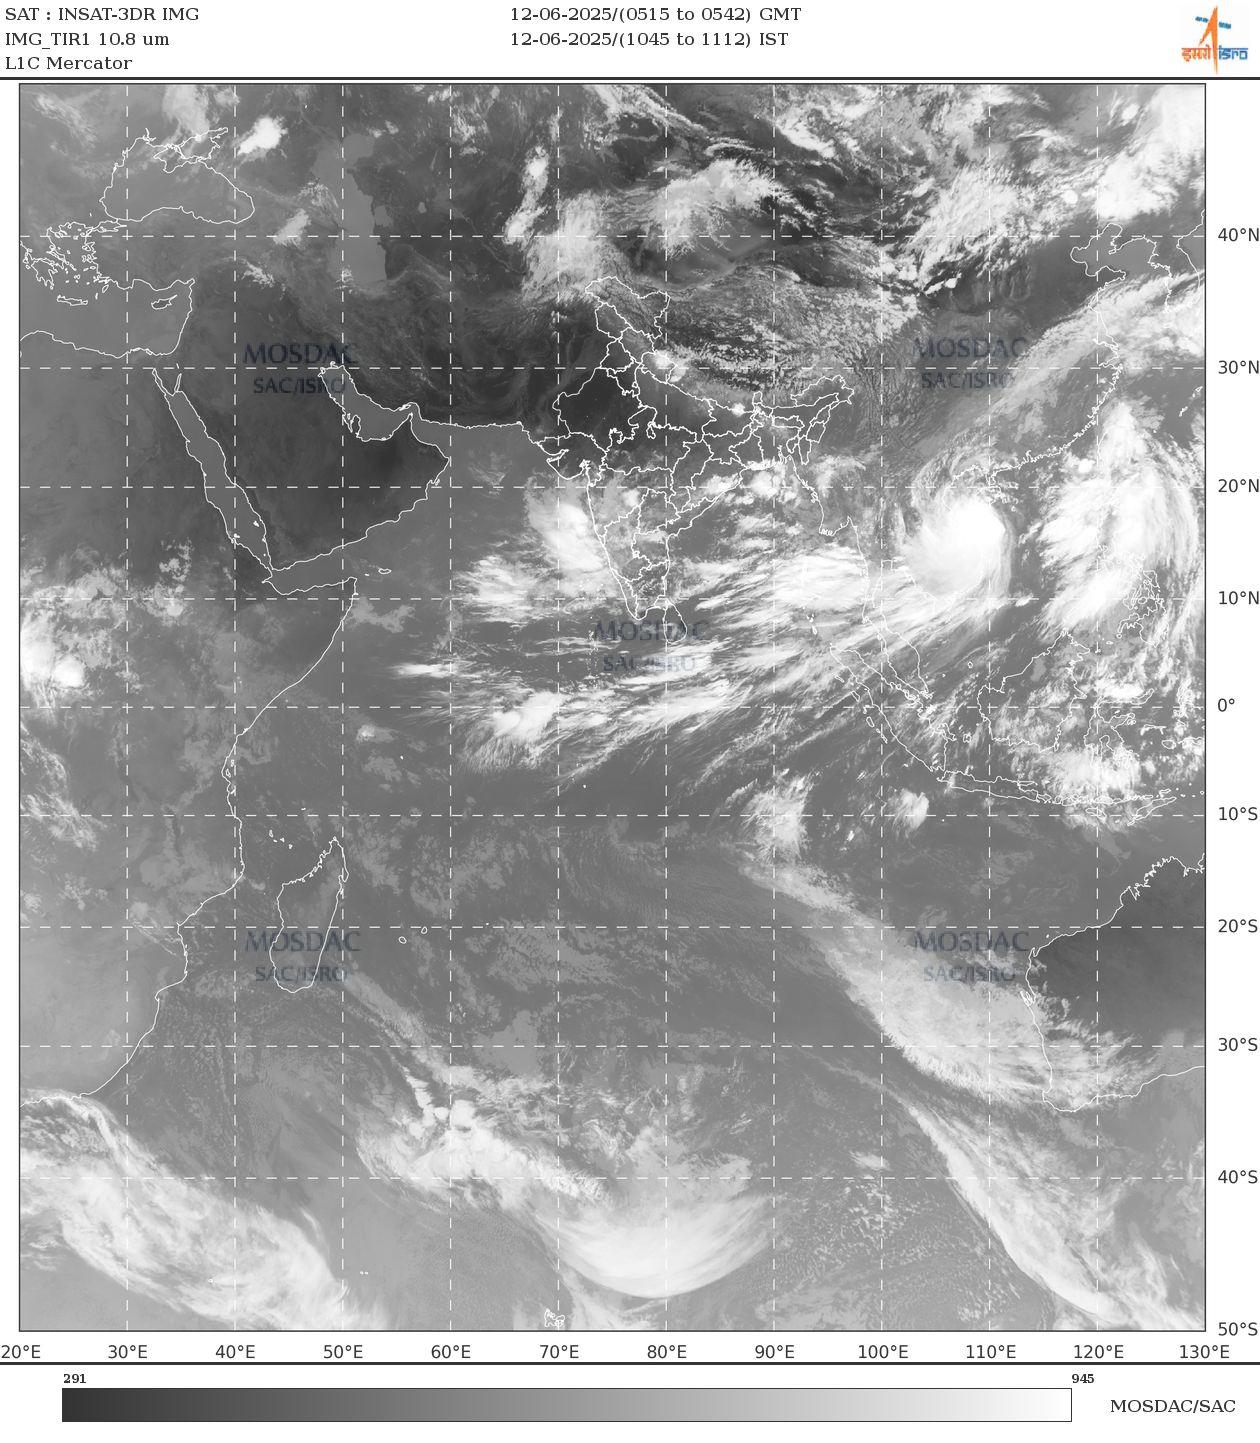 SAT : INSAT-3DR IMG
IMG_TIR1 10.8 um
L1C Mercator
12-06-2025/(0515 to 0542) GMT
12-06-2025/(1045 to 1112) IST
इसरो isro
MOSDAC
SAC/ISRO
MOSDAC
SAC/ISRO
MOSDAC
SAC/ISRO
MOSDAC
SAC/ISRO
MOSDAC
SAC/ISRO
40°N
30°N
20°N
10°N
0°
10°S
20°S
30°S
40°S
50°S
20°E 30°E 40°E 50°E 60°E 70°E 80°E 90°E 100°E 110°E 120°E 130°E
291 945
MOSDAC/SAC